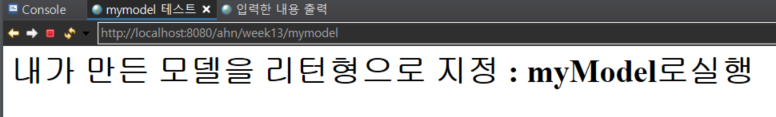 Console mymodel 테스트 입력한 내용 출력
http://localhost:8080/ahn/week13/mymodel
내가 만든 모델을 리턴형으로 지정 : myModel로실행